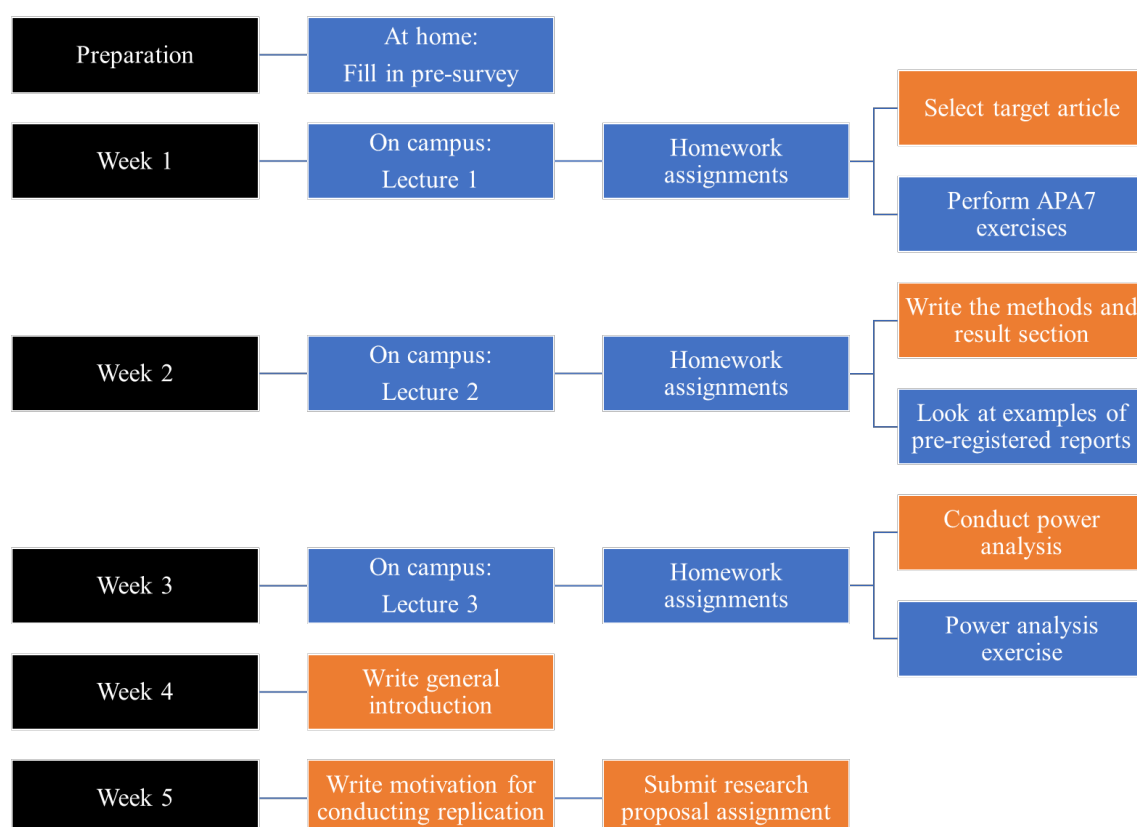 Preparation
At home:
Fill in pre-survey
Week 1
On campus:
Lecture 1
Homework
assignments
Select target article
Perform APA7
exercises
Week 2
On campus:
Lecture 2
Homework
assignments
Write the methods and
result section
Look at examples of
pre-registered reports
Week 3
On campus:
Lecture 3
Homework
assignments
Conduct power
analysis
Power analysis
exercise
Week 4
Write general
introduction
Week 5
Write motivation for
conducting replication
Submit research
proposal assignment